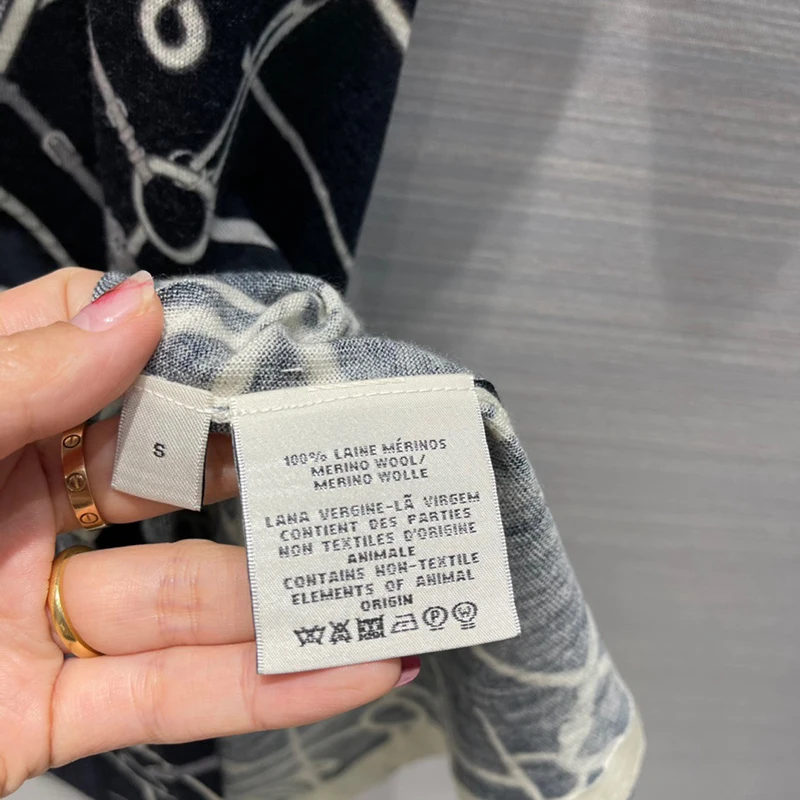 S
100% LAINE MÉRINOS
MERINO WOOL/
MERINO WOLLE
LANA VERGINE-LÃ VIRGEM
CONTIENT DES PARTIES
NON TEXTILES D'ORIGINE
ANIMALE
CONTAINS NON-TEXTILE
ELEMENTS OF ANIMAL
ORIGIN
P W